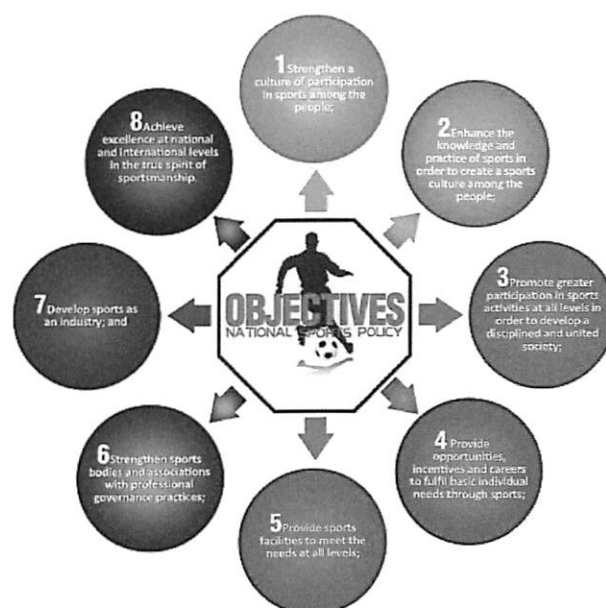 1 Strengthen a
culture of participation
in sports among the
people;
2 Enhance the
knowledge and
practice of sports in
order to create a sports
culture among the
people;
3 Promote greater
participation in sports
activities at all levels in
order to develop a
disciplined and united
society;
4 Provide
opportunities,
incentives and careers
to fulfil basic individual
needs through sports;
5 Provide sports
facilities to meet the
needs at all levels;
6 Strengthen sports
bodies and associations
with professional
governance practices;
7 Develop sports as
an industry; and
8 Achieve
excellence at national
and international levels
in the true spirit of
sportsmanship.
OBJECTIVES
NATIONAL SPORTS POLICY